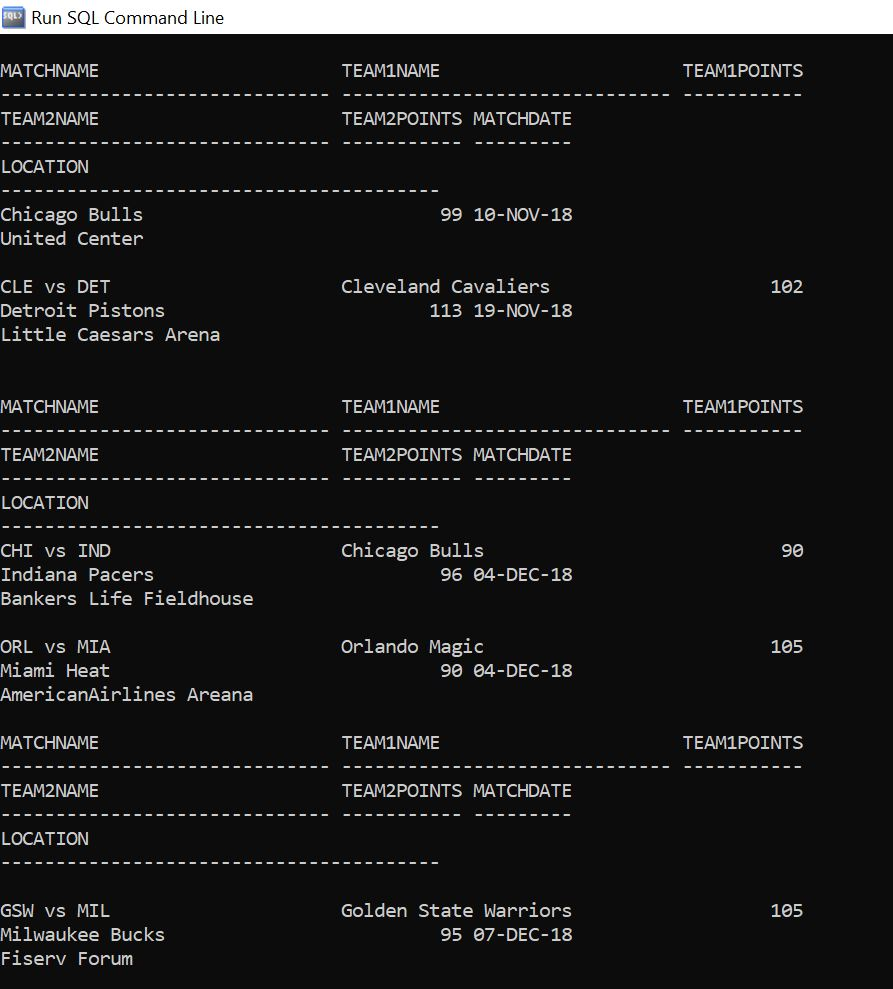 Run SQL Command Line
MATCHNAME                      TEAM1NAME                      TEAM1POINTS
------------------------------ ------------------------------ -----------
TEAM2NAME                      TEAM2POINTS MATCHDATE
------------------------------ ----------- ---------
LOCATION
----------------------------------------
Chicago Bulls                           99 10-NOV-18
United Center
CLE vs DET                     Cleveland Cavaliers                    102
Detroit Pistons                        113 19-NOV-18
Little Caesars Arena
MATCHNAME                      TEAM1NAME                      TEAM1POINTS
------------------------------ ------------------------------ -----------
TEAM2NAME                      TEAM2POINTS MATCHDATE
------------------------------ ----------- ---------
LOCATION
----------------------------------------
CHI vs IND                     Chicago Bulls                           90
Indiana Pacers                          96 04-DEC-18
Bankers Life Fieldhouse
ORL vs MIA                     Orlando Magic                          105
Miami Heat                              90 04-DEC-18
AmericanAirlines Areana
MATCHNAME                      TEAM1NAME                      TEAM1POINTS
------------------------------ ------------------------------ -----------
TEAM2NAME                      TEAM2POINTS MATCHDATE
------------------------------ ----------- ---------
LOCATION
----------------------------------------
GSW vs MIL                     Golden State Warriors                  105
Milwaukee Bucks                         95 07-DEC-18
Fiserv Forum